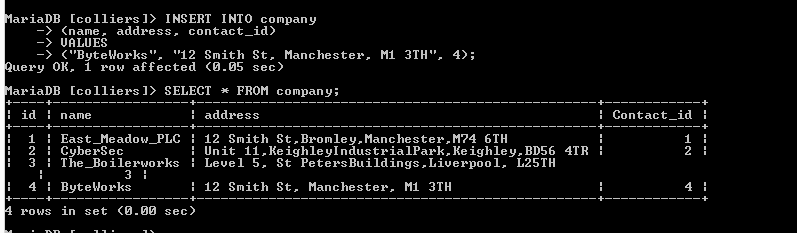 MariaDB [colliers]> INSERT INTO company
-> (name, address, contact_id)
-> VALUES
-> ("ByteWorks", "12 Smith St, Manchester, M1 3TH", 4);
Query OK, 1 row affected (0.05 sec)
MariaDB [colliers]> SELECT * FROM company;
+----+-----------------+---------------------------------------------------+------------+
| id | name | address | Contact_id |
+----+-----------------+---------------------------------------------------+------------+
| 1 | East_Meadow_PLC | 12 Smith St,Bromley,Manchester,M74 6TH | 1 |
| 2 | CyberSec | Unit 11,KeighleyIndustrialPark,Keighley,BD56 4TR | 2 |
| 3 | The_Boilerworks | Level 5, St PetersBuildings,Liverpool, L25TH
| 3 |
| 4 | ByteWorks | 12 Smith St, Manchester, M1 3TH | 4 |
+----+-----------------+---------------------------------------------------+------------+
4 rows in set (0.00 sec)
MariaDB [colliers]>